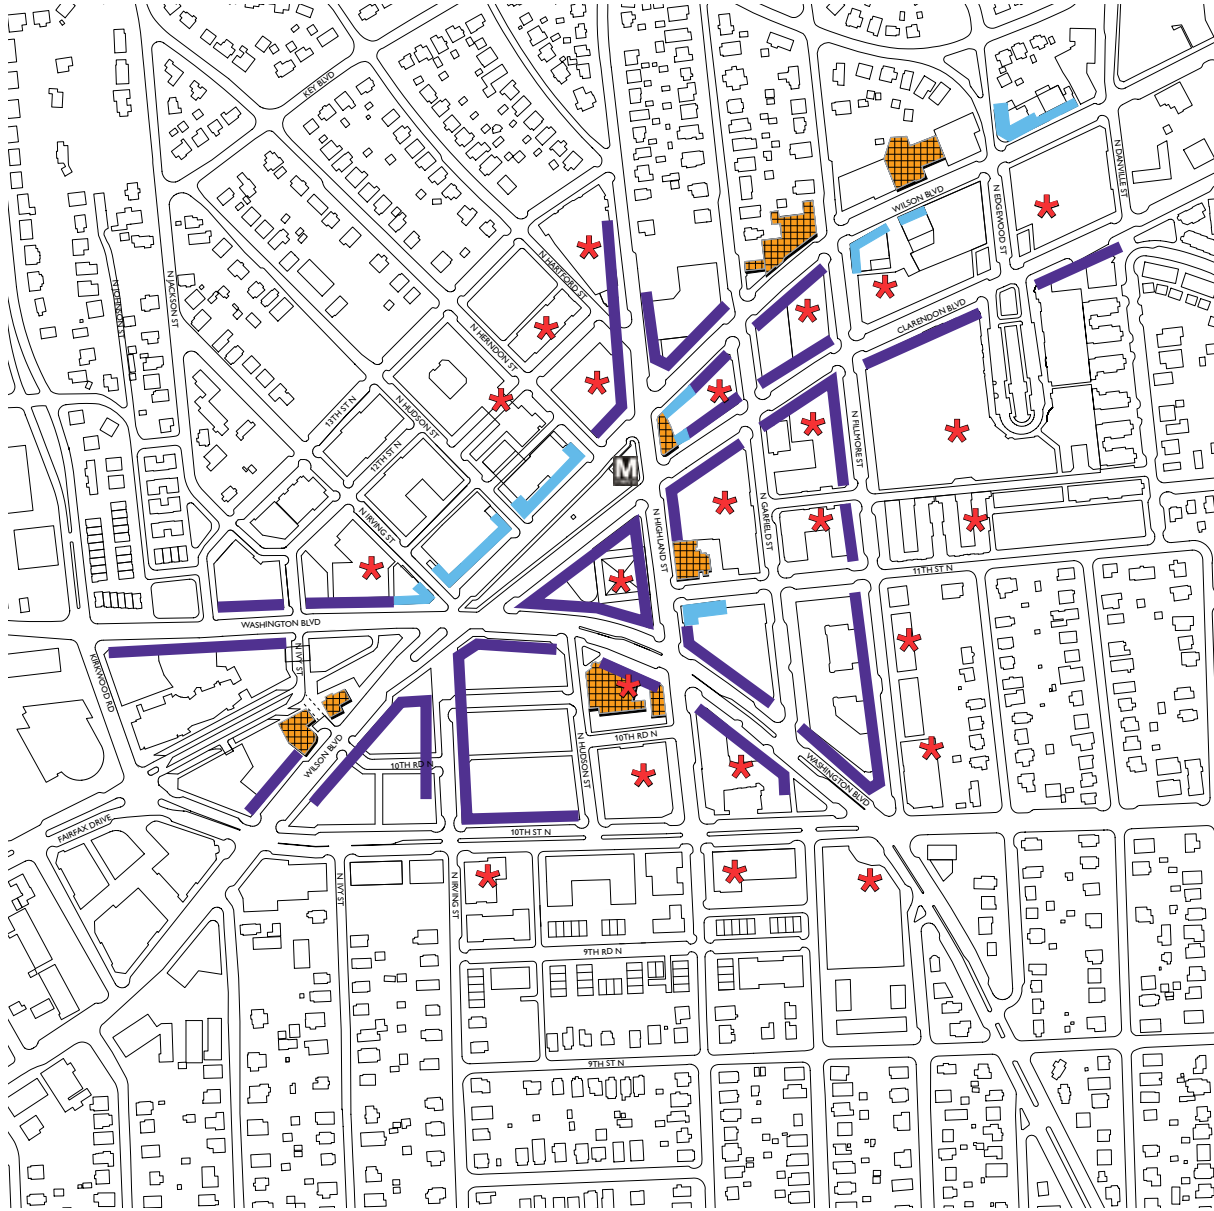 KEY BLVD
N DANVILLE ST
WILSON BLVD
N EDGEWOOD ST
N HARTFORD ST
N JACKSON ST
N JOHNSON ST
CLARENDON BLVD
N HERNDON ST
13TH ST N
N HUDSON ST
12TH ST N
N FILLMORE ST
M
N IRVING ST
N HIGHLAND ST
N GARFIELD ST
11TH ST N
WASHINGTON BLVD
N IVY ST
KIRKWOOD RD
WILSON BLVD
10TH RD N
N HUDSON ST
10TH RD N
WASHINGTON BLVD
FAIRFAX DRIVE
10TH ST N
N IVY ST
N IRVING ST
9TH RD N
9TH ST N